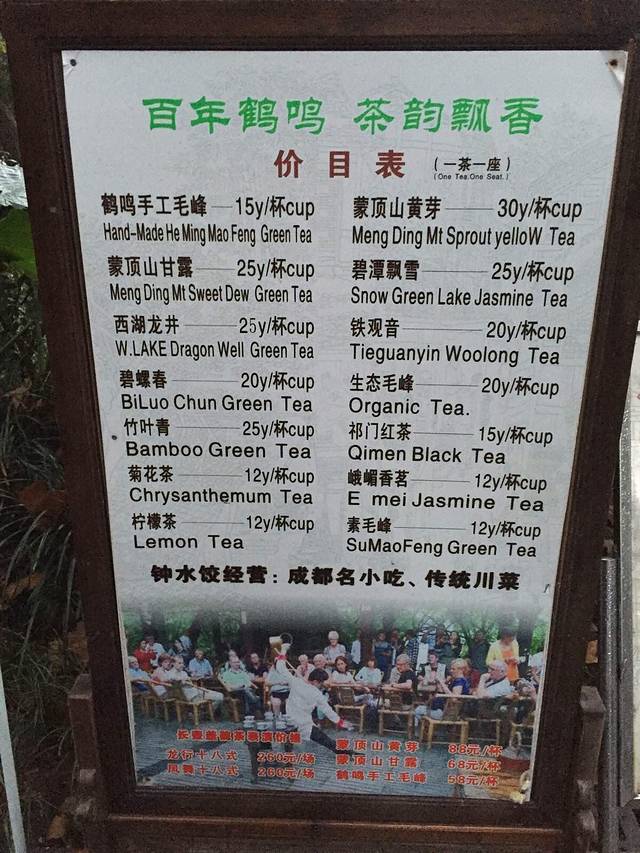 百年鹤鸣 茶韵飘香
价目表 (一茶一座)
(One Tea.One Seat.)
鹤鸣手工毛峰 15y/杯cup
Hand-Made He Ming Mao Feng Green Tea
蒙顶山甘露 25y/杯cup
Meng Ding Mt Sweet Dew Green Tea
西湖龙井 25y/杯cup
W.LAKE Dragon Well Green Tea
碧螺春 20y/杯cup
BiLuo Chun Green Tea
竹叶青 25y/杯cup
Bamboo Green Tea
菊花茶 12y/杯cup
Chrysanthemum Tea
柠檬茶 12y/杯cup
Lemon Tea
蒙顶山黄芽 30y/杯cup
Meng Ding Mt Sprout yelloW Tea
碧潭飘雪 25y/杯cup
Snow Green Lake Jasmine Tea
铁观音 20y/杯cup
Tieguanyin Woolong Tea
生态毛峰 20y/杯cup
Organic Tea.
祁门红茶 15y/杯cup
Qimen Black Tea
峨嵋香茗 12y/杯cup
E mei Jasmine Tea
素毛峰 12y/杯cup
SuMaoFeng Green Tea
钟水饺经营：成都名小吃、传统川菜
龙行十八式 260元/场
凤舞十八式 260元/场
蒙顶山黄芽 88元/杯
蒙顶山甘露 68元/杯
鹤鸣手工毛峰 58元/杯